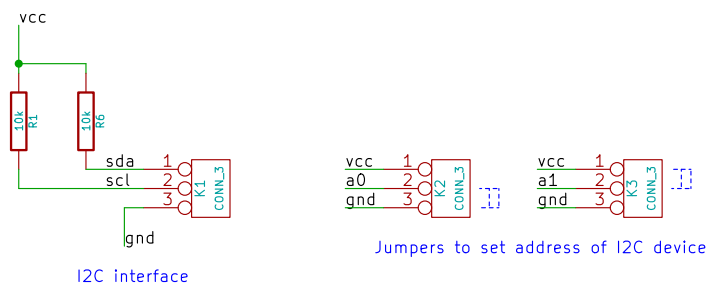 vcc
10k R1
10k R6
sda 1
scl 2
3
K1
CONN_3
gnd
I2C interface
vcc 1
a0 2
gnd 3
K2
CONN_3
vcc 1
a1 2
gnd 3
K3
CONN_3
Jumpers to set address of I2C device